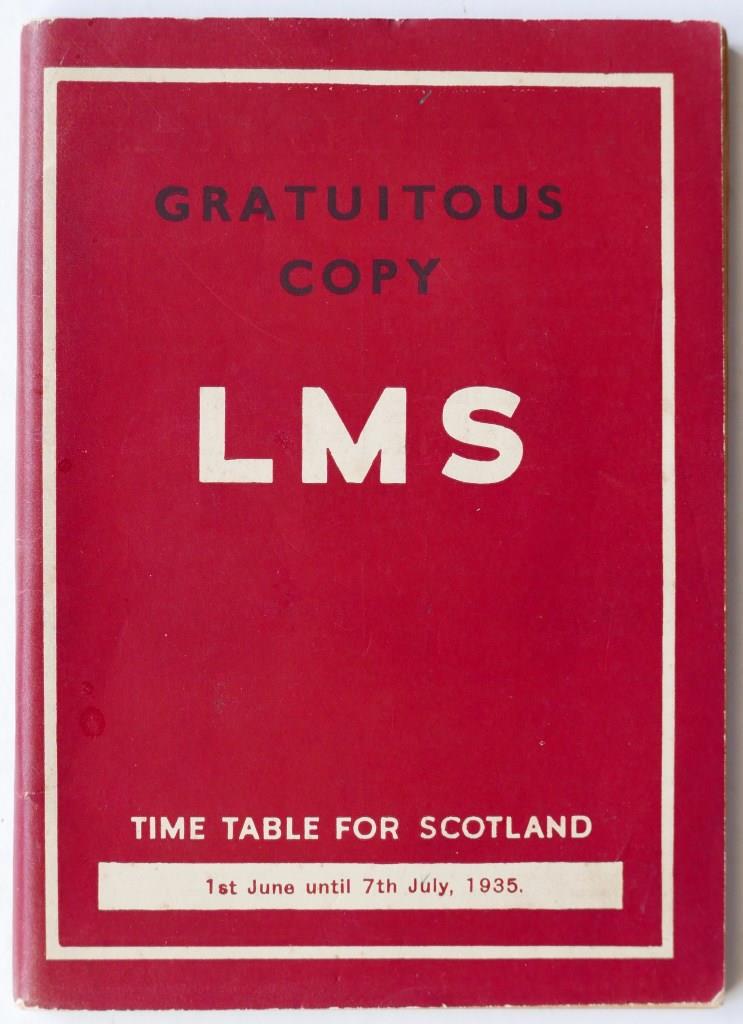 GRATUITOUS
COPY
LMS
TIME TABLE FOR SCOTLAND
1st June until 7th July, 1935.